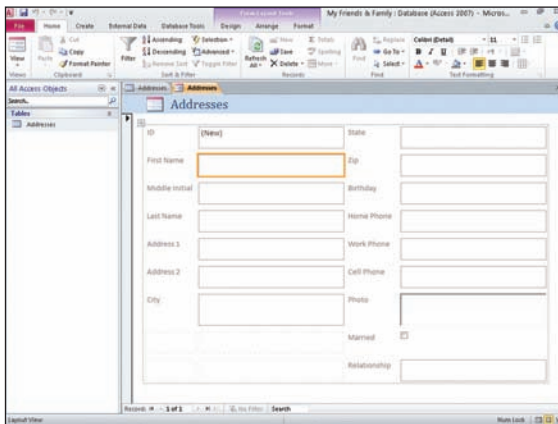 Form Layout Tools My Friends & Family : Database (Access 2007) - Micros...
File Home Create External Data Database Tools Design Arrange Format
View Paste Cut Copy Format Painter
Filter Ascending Descending Remove Sort Selection Advanced Toggle Filter
Refresh All New Save Delete Totals Spelling More
Find Replace Go To Select
Calibri (Detail) 11
B I U
A
Views Clipboard Sort & Filter Records Find Text Formatting
All Access Objects
Search...
Tables
Addresses
Addresses Addresses
Addresses
ID (New) State
First Name Zip
Middle Initial Birthday
Last Name Home Phone
Address 1 Work Phone
Address 2 Cell Phone
City Photo
Married
Relationship
Record: 1 of 1 No Filter Search
Layout View Num Lock